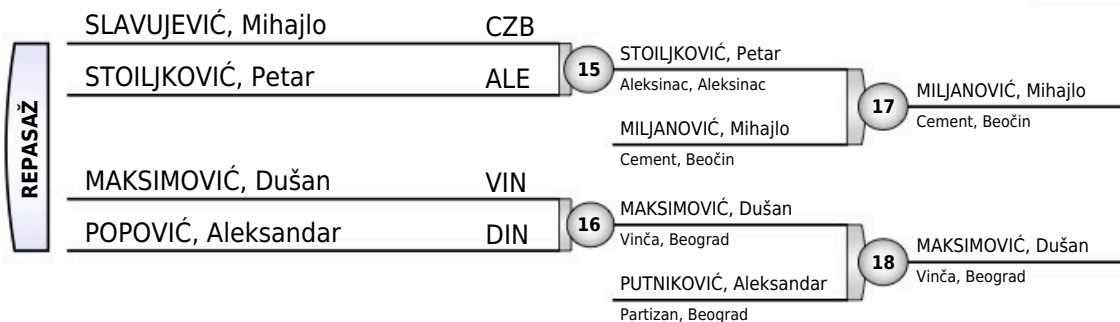 REPASAŽ
SLAVUJEVIĆ, Mihajlo CZB
STOILJKOVIĆ, Petar ALE
MAKSIMOVIĆ, Dušan VIN
POPOVIĆ, Aleksandar DIN
15
STOILJKOVIĆ, Petar
Aleksinac, Aleksinac
MILJANOVIĆ, Mihajlo
Cement, Beočin
16
MAKSIMOVIĆ, Dušan
Vinča, Beograd
PUTNIKOVIĆ, Aleksandar
Partizan, Beograd
17
MILJANOVIĆ, Mihajlo
Cement, Beočin
18
MAKSIMOVIĆ, Dušan
Vinča, Beograd